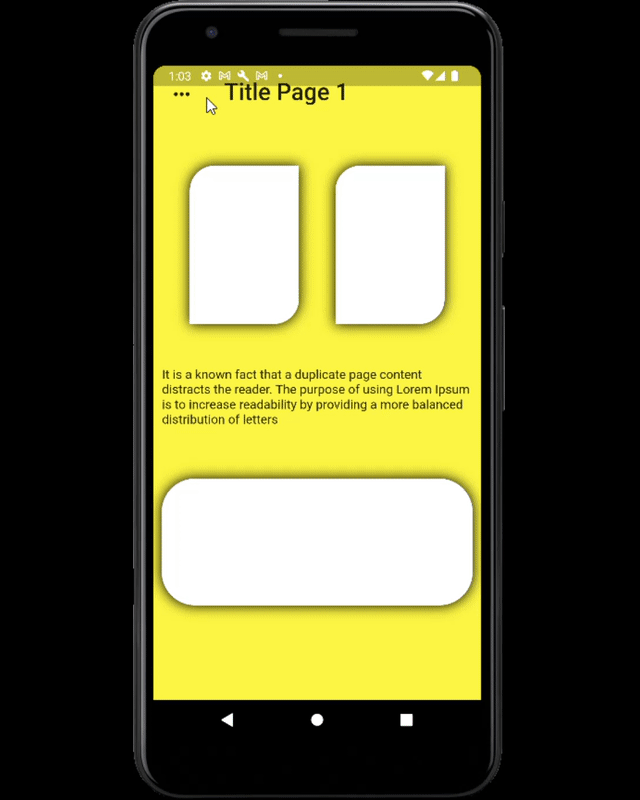 1:03
Title Page 1
It is a known fact that a duplicate page content
distracts the reader. The purpose of using Lorem Ipsum
is to increase readability by providing a more balanced
distribution of letters